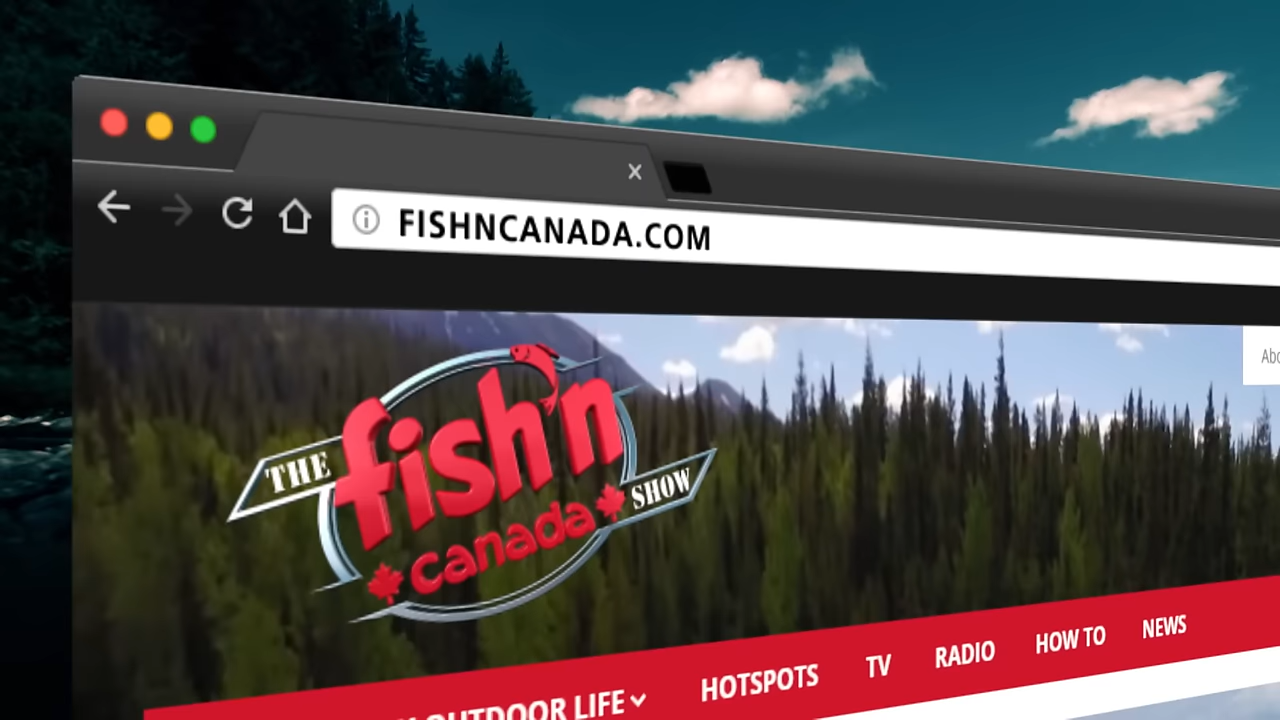 FISHNCANADA.COM
THE fish'n SHOW
canada
OUTDOOR LIFE HOTSPOTS TV RADIO HOW TO NEWS